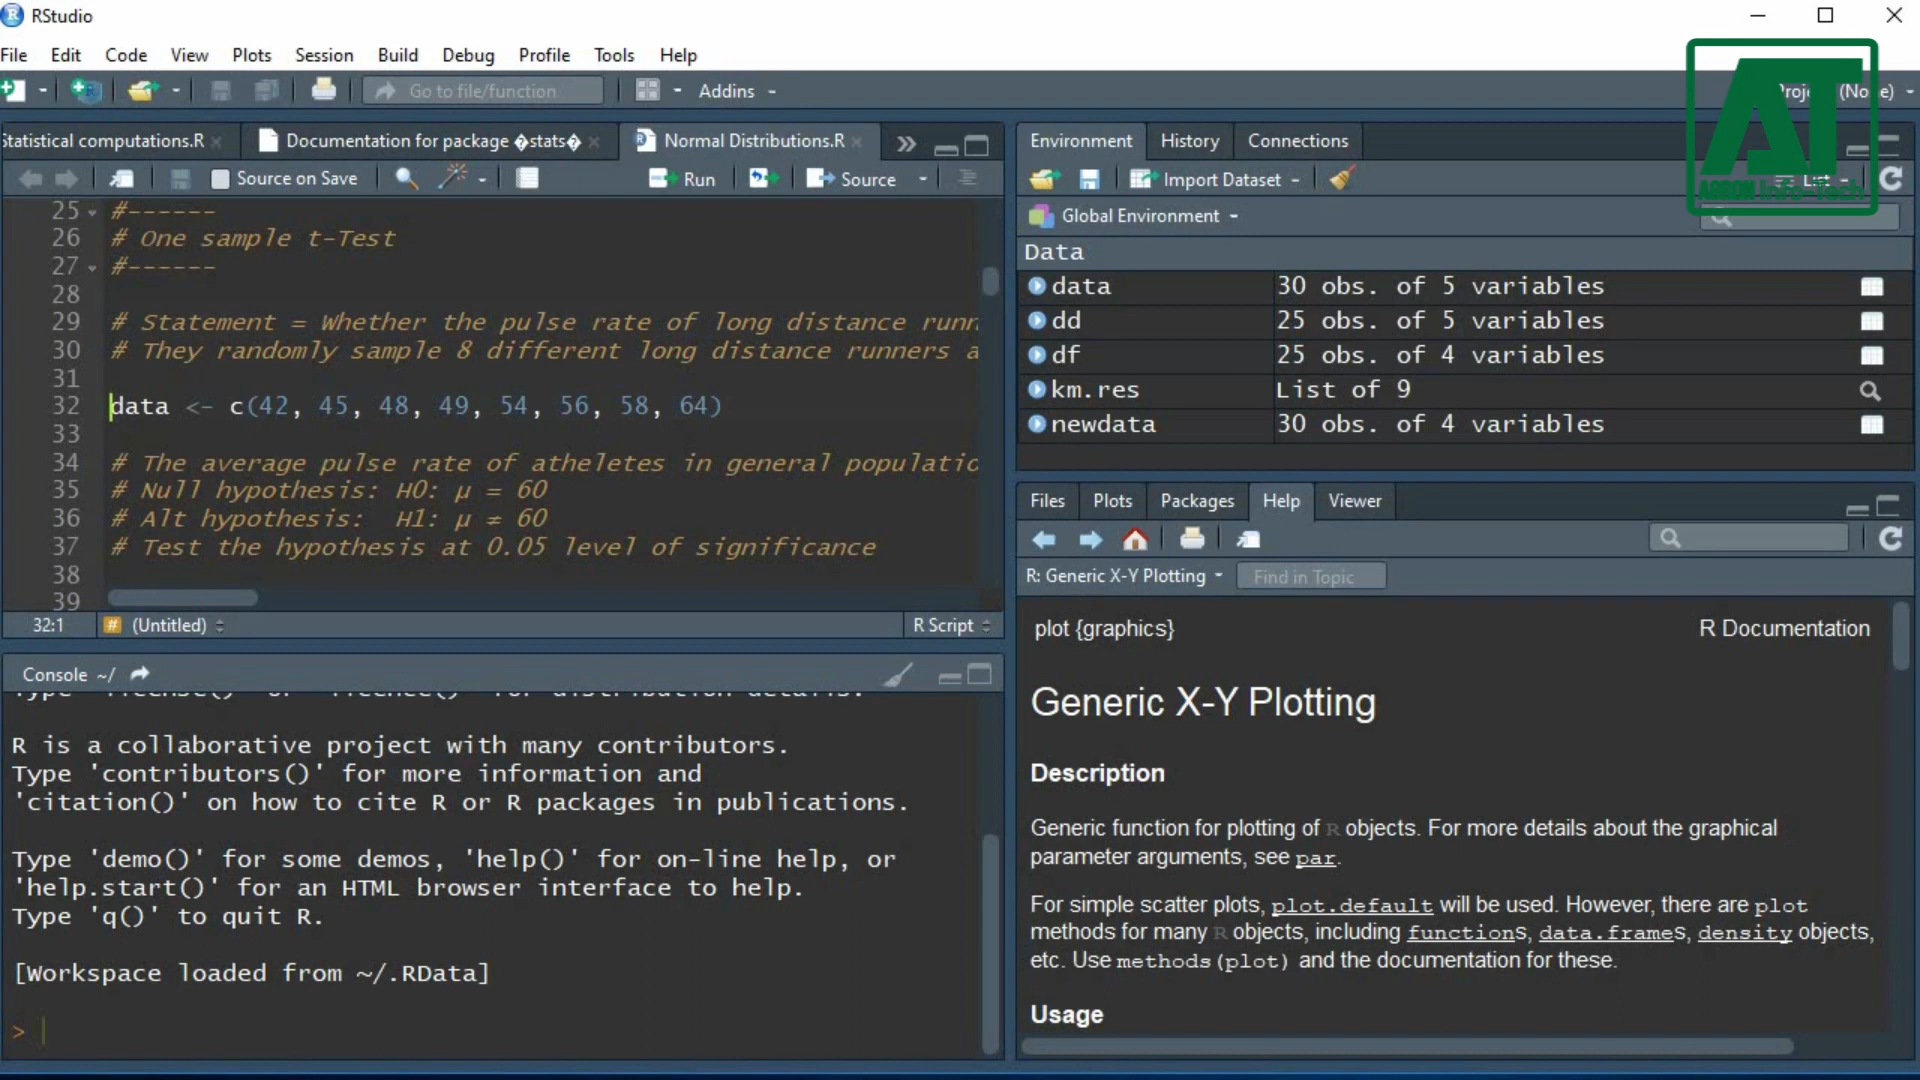 RStudio
File Edit Code View Plots Session Build Debug Profile Tools Help
Go to file/function Addins (None)
Statistical computations.R Documentation for package �stats� Normal Distributions.R
Source on Save Run Source
25 #------
26 # One sample t-Test
27 #------
28
29 # Statement = Whether the pulse rate of long distance runn
30 # They randomly sample 8 different long distance runners a
31
32 data <- c(42, 45, 48, 49, 54, 56, 58, 64)
33
34 # The average pulse rate of atheletes in general populatio
35 # Null hypothesis: H0: μ = 60
36 # Alt hypothesis:  H1: μ ≠ 60
37 # Test the hypothesis at 0.05 level of significance
38
39
32:1 # (Untitled) R Script
Console ~/
R is a collaborative project with many contributors.
Type 'contributors()' for more information and
'citation()' on how to cite R or R packages in publications.
Type 'demo()' for some demos, 'help()' for on-line help, or
'help.start()' for an HTML browser interface to help.
Type 'q()' to quit R.
[Workspace loaded from ~/.RData]
>
Environment History Connections
Import Dataset List
Global Environment
Data
data 30 obs. of 5 variables
dd 25 obs. of 5 variables
df 25 obs. of 4 variables
km.res List of 9
newdata 30 obs. of 4 variables
Files Plots Packages Help Viewer
R: Generic X-Y Plotting Find in Topic
plot {graphics} R Documentation
Generic X-Y Plotting
Description
Generic function for plotting of R objects. For more details about the graphical
parameter arguments, see par.
For simple scatter plots, plot.default will be used. However, there are plot
methods for many R objects, including functions, data.frames, density objects,
etc. Use methods(plot) and the documentation for these.
Usage
AT
Info-Tech